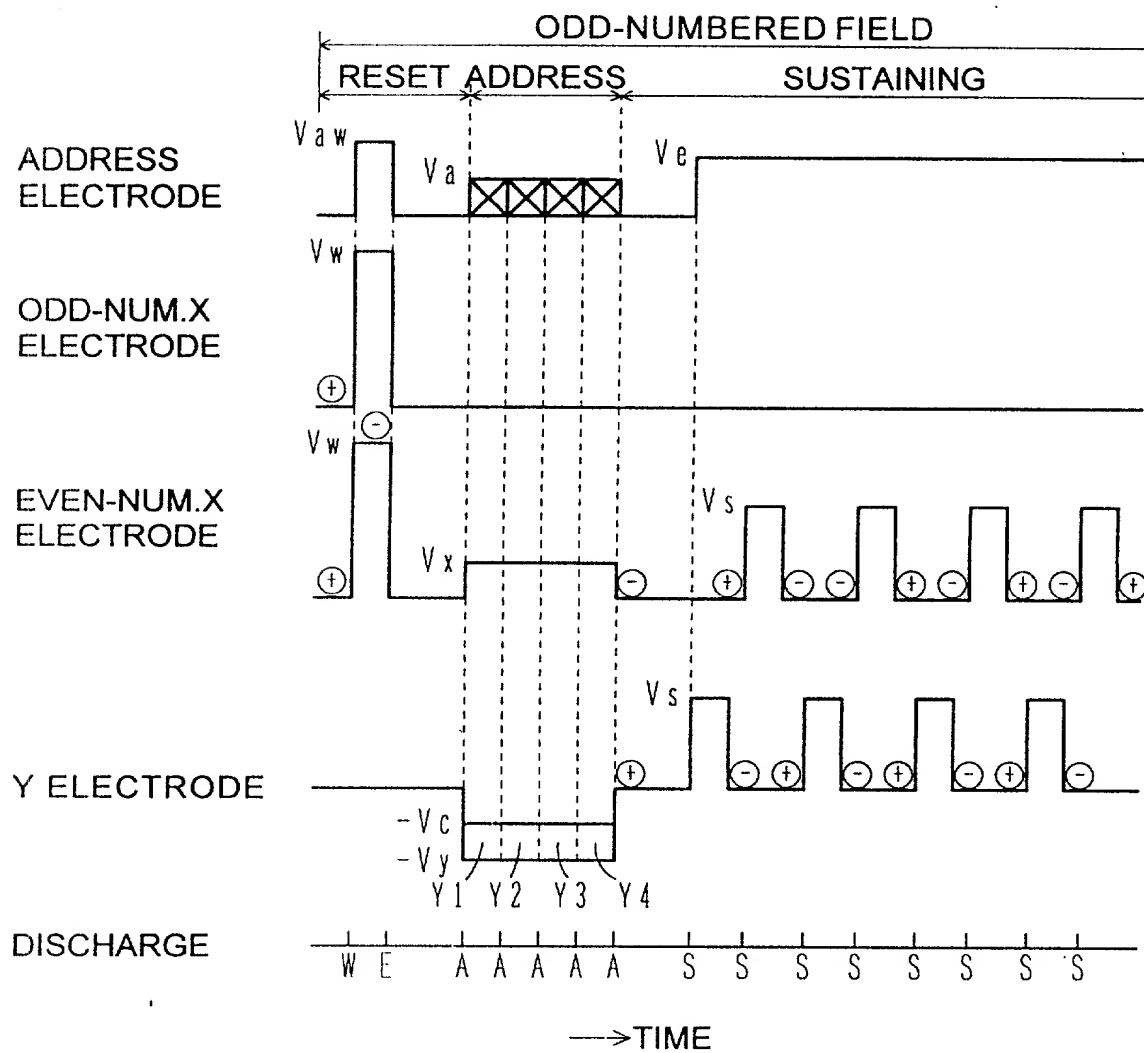 ODD-NUMBERED FIELD
RESET ADDRESS SUSTAINING
ADDRESS
ELECTRODE
Vaw
Va
Ve
ODD-NUM.X
ELECTRODE
Vw
+
-
EVEN-NUM.X
ELECTRODE
Vw
Vx
Vs
+ - + - - + - + - +
Y ELECTRODE
Vs
+ - + - + - + -
-Vc
-Vy
Y1 Y2 Y3 Y4
DISCHARGE
W E A A A A A S S S S S S S S
→TIME